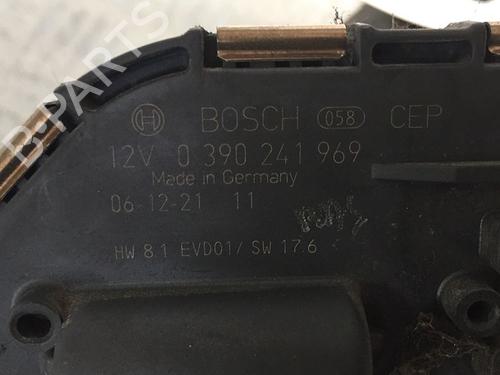 BOSCH 058 CEP
12V 0 390 241 969
Made in Germany
06-12-21 11
HW 8.1 EVD01/ SW 17.6
B-PARTS